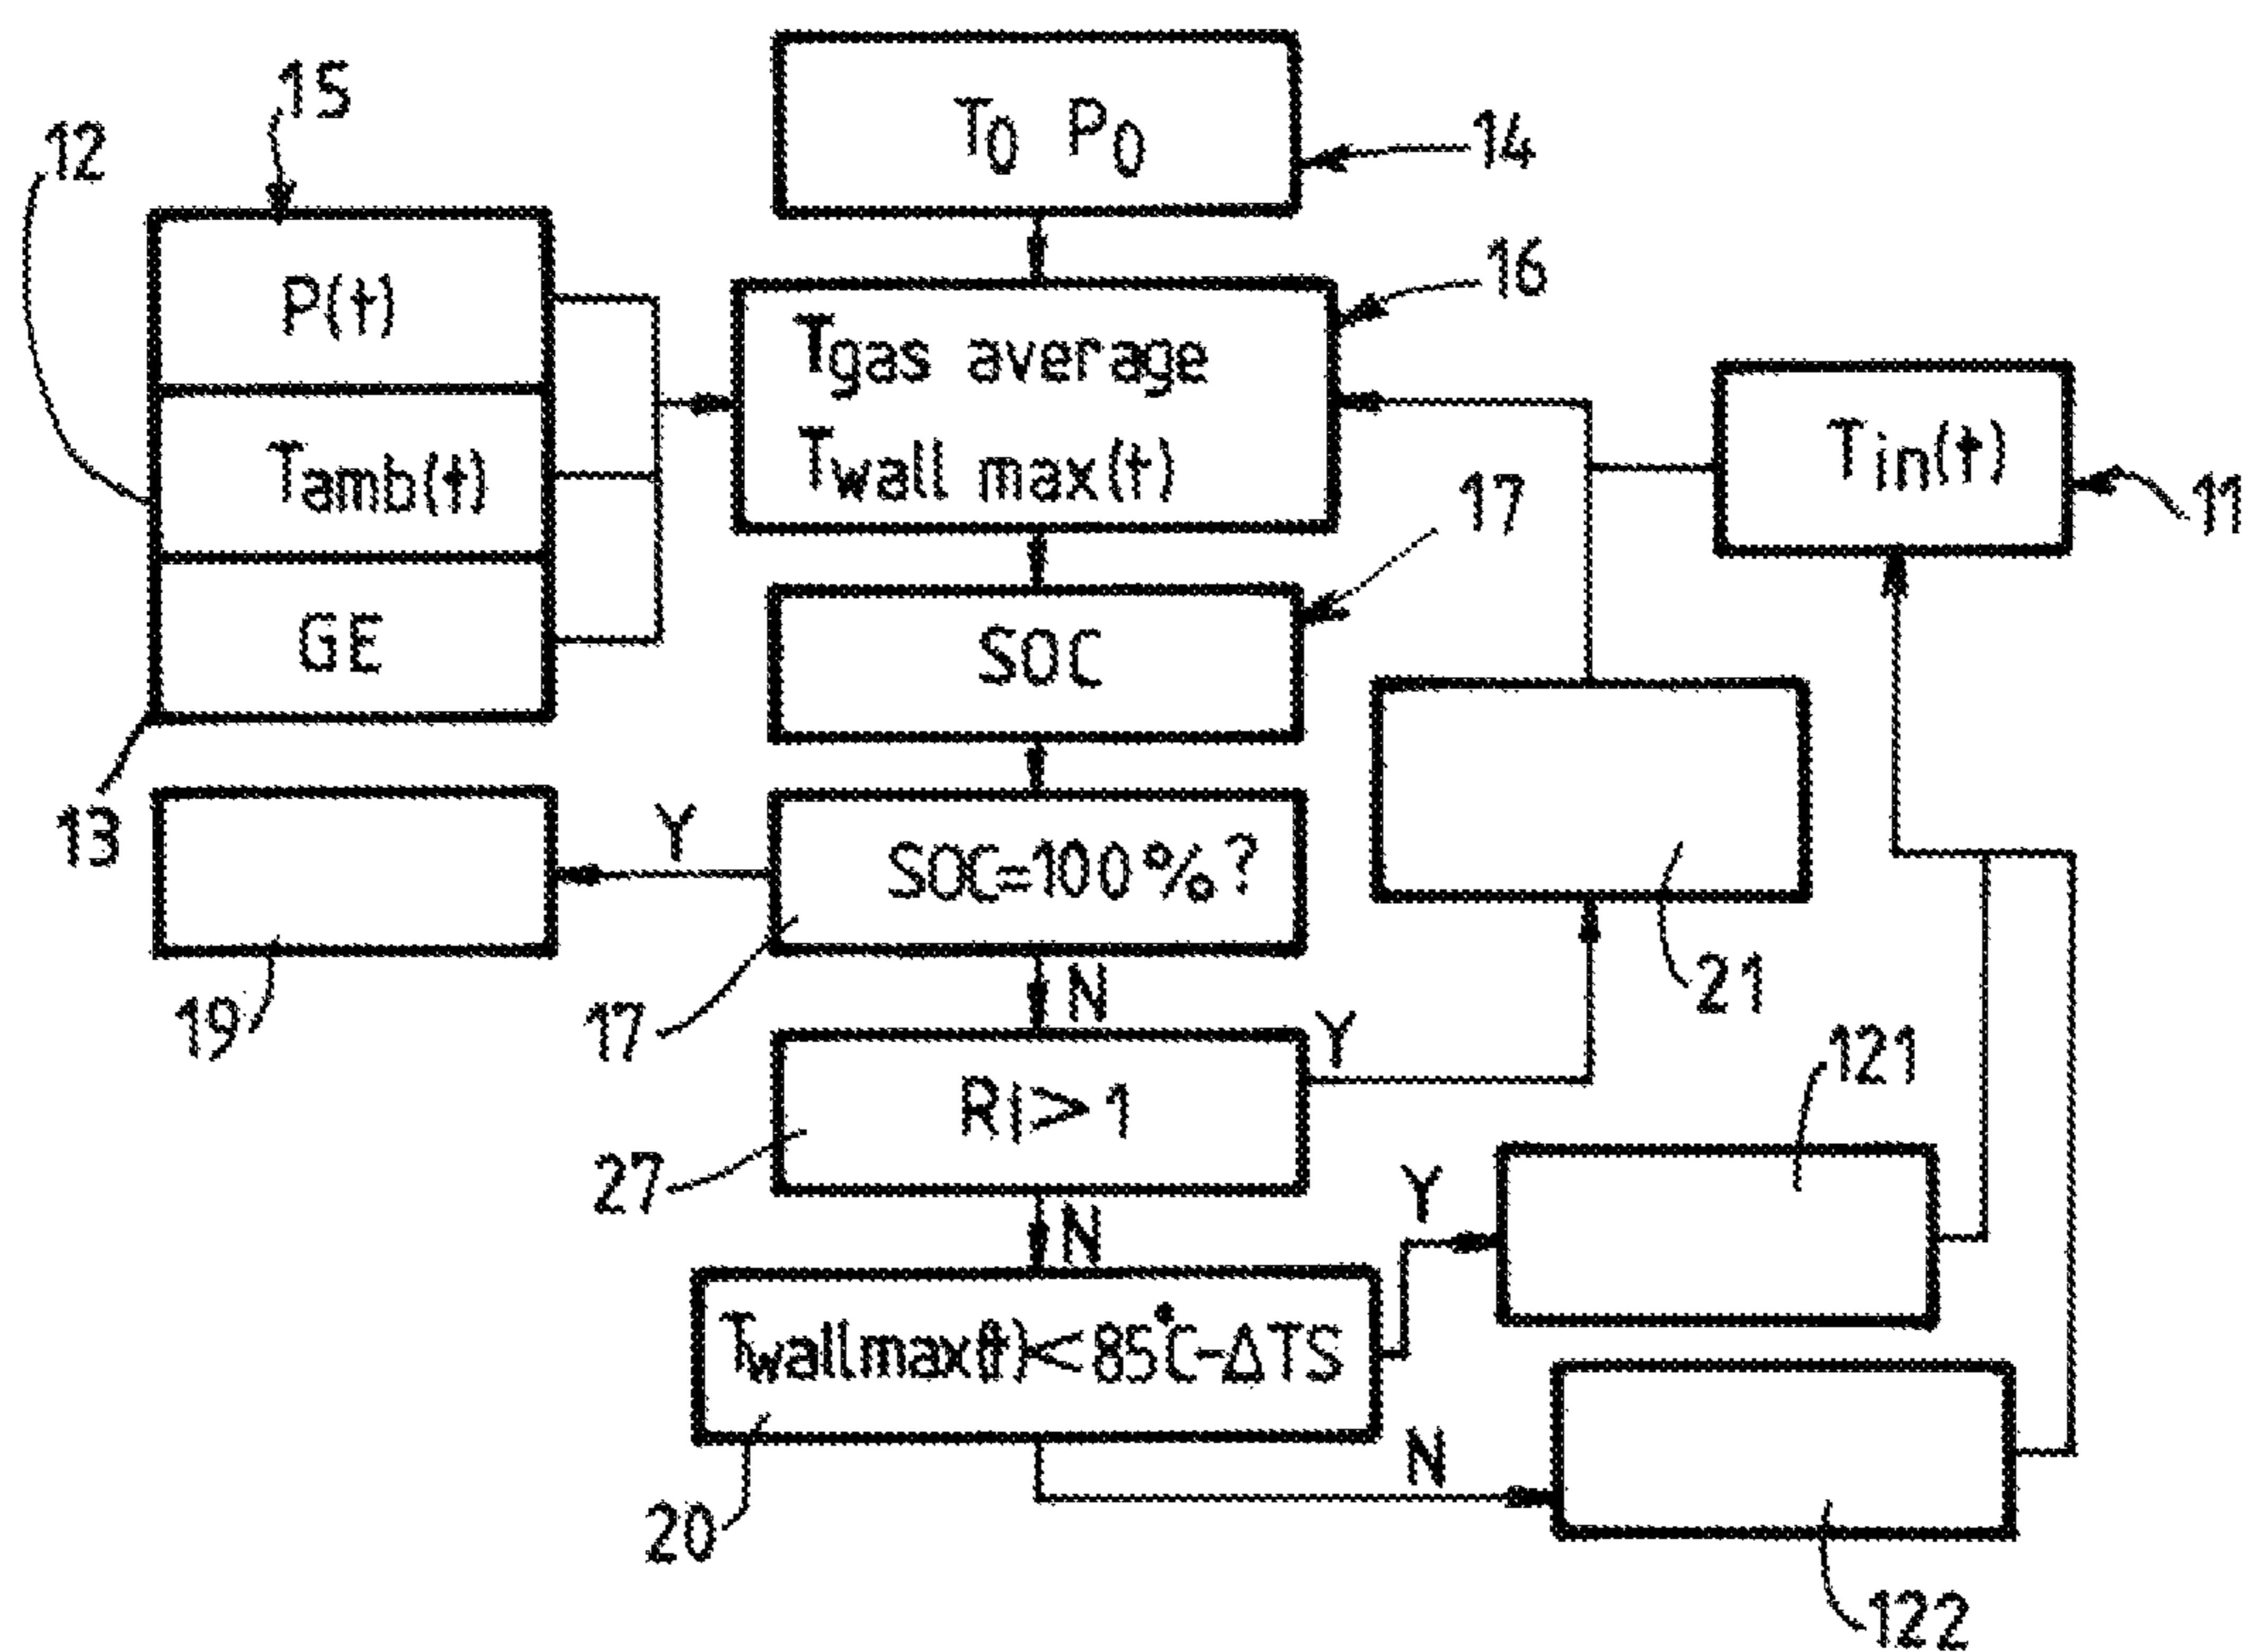 T0 P0
14
15
12
P(t)
Tamb(t)
GE
13
16
Tgas average
Twall max(t)
Tin(t)
11
17
SOC
21
Y
SOC=100%?
17
19
N
Ri>1
Y
27
N
121
Twallmax(t)<85°C-ΔTS
Y
20
N
122